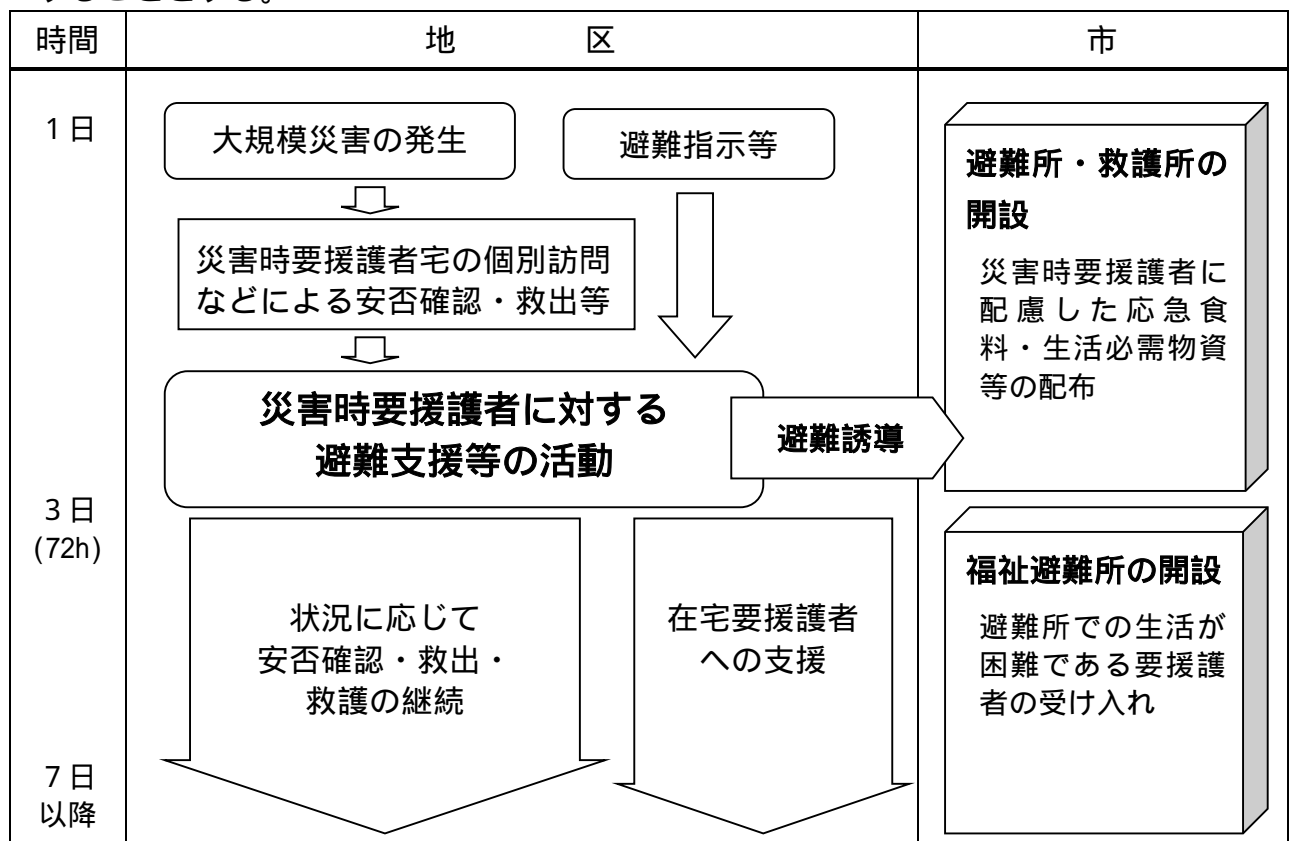 時間 地 区 市
1日
大規模災害の発生
避難指示等
災害時要援護者宅の個別訪問
などによる安否確認・救出等
災害時要援護者に対する
避難支援等の活動
避難誘導
避難所・救護所の
開設
災害時要援護者に
配慮した応急食
料・生活必需物資
等の配布
3日
(72h)
状況に応じて
安否確認・救出・
救護の継続
在宅要援護者
への支援
福祉避難所の開設
避難所での生活が
困難である要援護
者の受け入れ
7日
以降